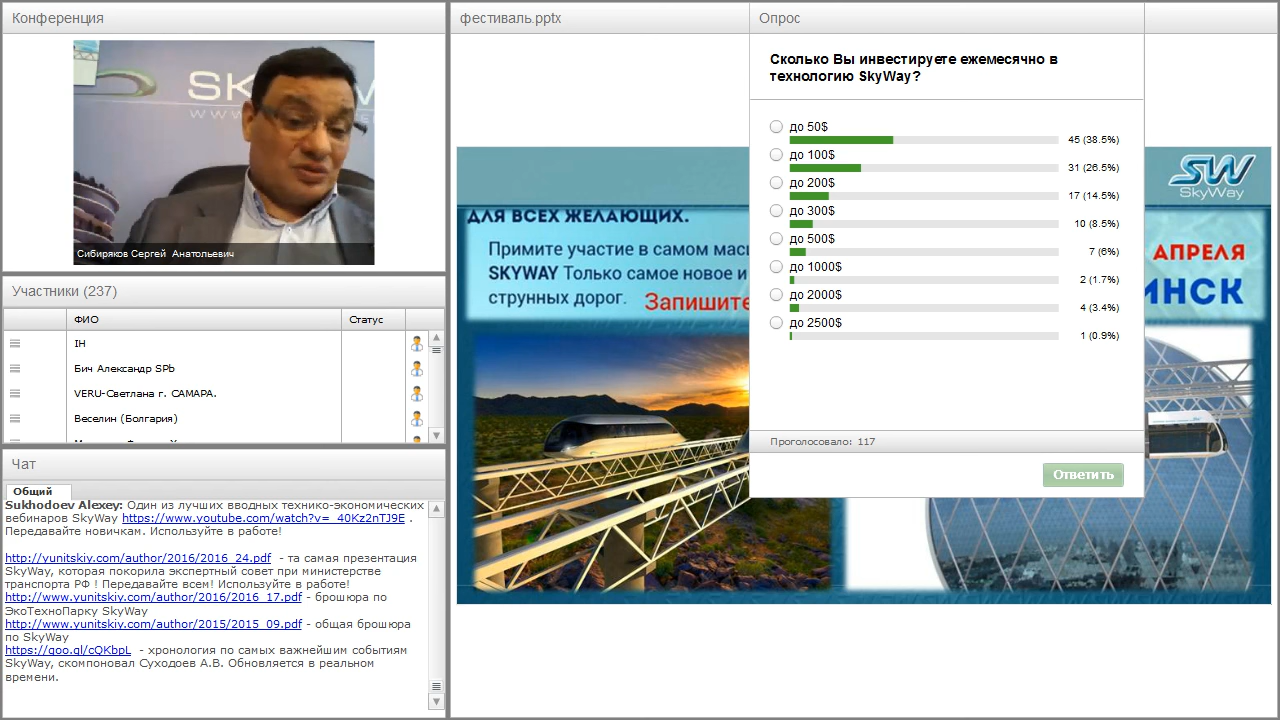 Конференция
SKYW
WWW
Сибиряков Сергей Анатольевич
Участники (237)
ФИО
Статус
IH
Бич Александр SPb
VERU-Светлана г. САМАРА.
Веселин (Болгария)
Чат
Общий
Sukhodoev Alexey: Один из лучших вводных технико-экономических
вебинаров SkyWay https://www.youtube.com/watch?v=_40Kz2nTJ9E .
Передавайте новичкам. Используйте в работе!
http://yunitskiy.com/author/2016/2016_24.pdf - та самая презентация
SkyWay, которая покорила экспертный совет при министерстве
транспорта РФ ! Передавайте всем! Используйте в работе!
http://www.yunitskiy.com/author/2016/2016_17.pdf - брошюра по
ЭкоТехноПарку SkyWay
http://www.yunitskiy.com/author/2015/2015_09.pdf - общая брошюра
по SkyWay
https://goo.gl/cQKbpL - хронология по самых важнейшим событиям
SkyWay, скомпоновал Суходоев А.В. Обновляется в реальном
времени.
фестиваль.pptx
ДЛЯ ВСЕХ ЖЕЛАЮЩИХ.
Примите участие в самом мас
SKYWAY Только самое новое и
струнных дорог. Запишите
SW
SkyWay
АПРЕЛЯ
ИНСК
Опрос
Сколько Вы инвестируете ежемесячно в
технологию SkyWay?
до 50$
45 (38.5%)
до 100$
31 (26.5%)
до 200$
17 (14.5%)
до 300$
10 (8.5%)
до 500$
7 (6%)
до 1000$
2 (1.7%)
до 2000$
4 (3.4%)
до 2500$
1 (0.9%)
Проголосовало: 117
Ответить